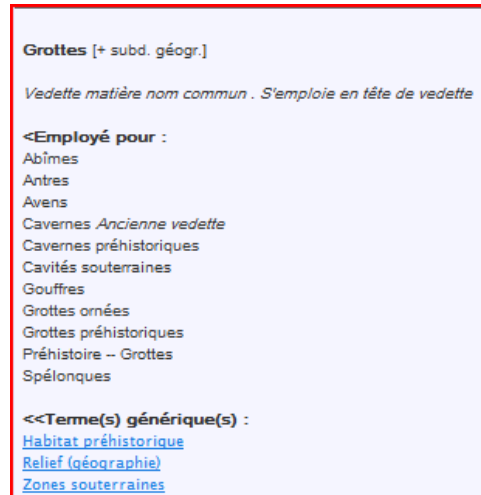 Grottes [+ subd. géogr.]
Vedette matière nom commun . S'emploie en tête de vedette
<Employé pour :
Abîmes
Antres
Avens
Cavernes Ancienne vedette
Cavernes préhistoriques
Cavités souterraines
Gouffres
Grottes ornées
Grottes préhistoriques
Préhistoire -- Grottes
Spélonques
<<Terme(s) générique(s) :
Habitat préhistorique
Relief (géographie)
Zones souterraines